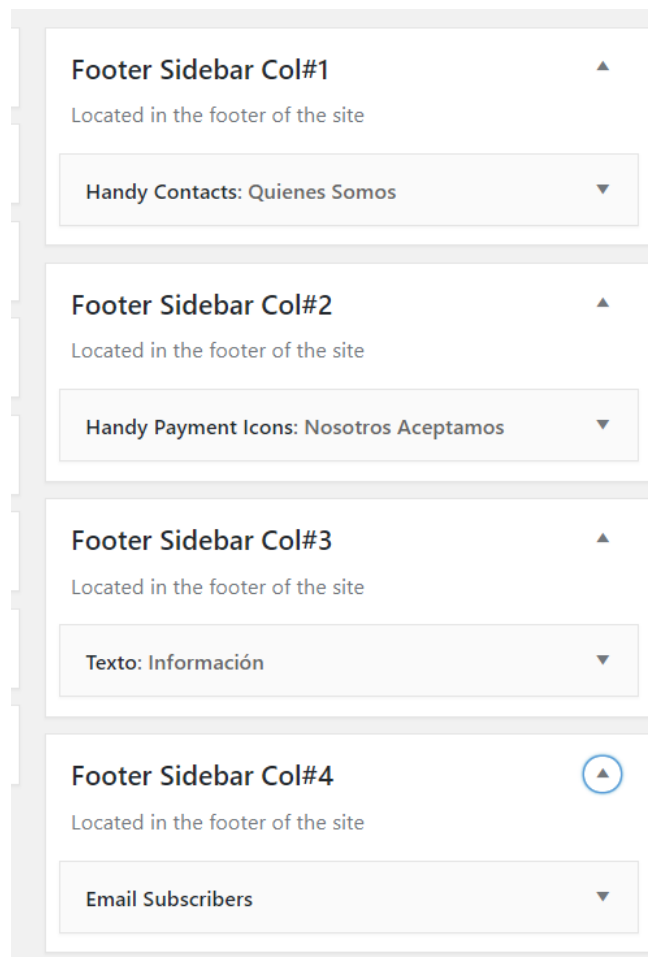 Footer Sidebar Col#1
Located in the footer of the site
Handy Contacts: Quienes Somos
Footer Sidebar Col#2
Located in the footer of the site
Handy Payment Icons: Nosotros Aceptamos
Footer Sidebar Col#3
Located in the footer of the site
Texto: Información
Footer Sidebar Col#4
Located in the footer of the site
Email Subscribers